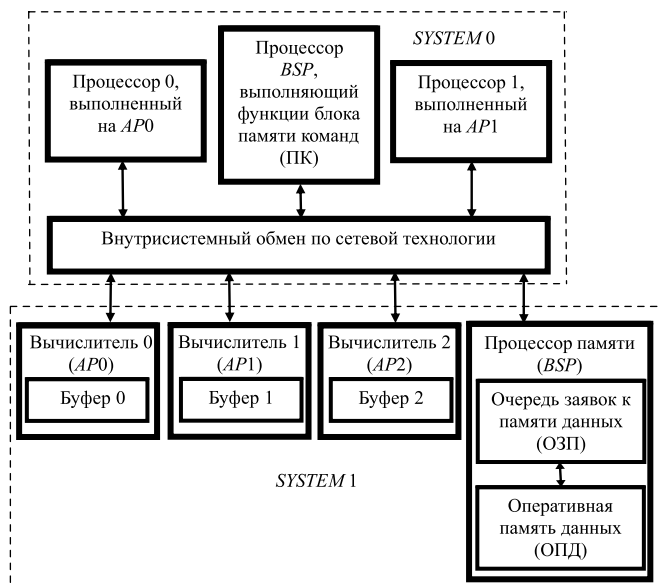 SYSTEM 0
Процессор 0,
выполненный
на AP0
Процессор
BSP,
выполняющий
функции блока
памяти команд
(ПК)
Процессор 1,
выполненный
на AP1
Внутрисистемный обмен по сетевой технологии
Вычислитель 0
(AP0)
Буфер 0
Вычислитель 1
(AP1)
Буфер 1
Вычислитель 2
(AP2)
Буфер 2
Процессор памяти
(BSP)
Очередь заявок к
памяти данных
(ОЗП)
Оперативная
память данных
(ОПД)
SYSTEM 1